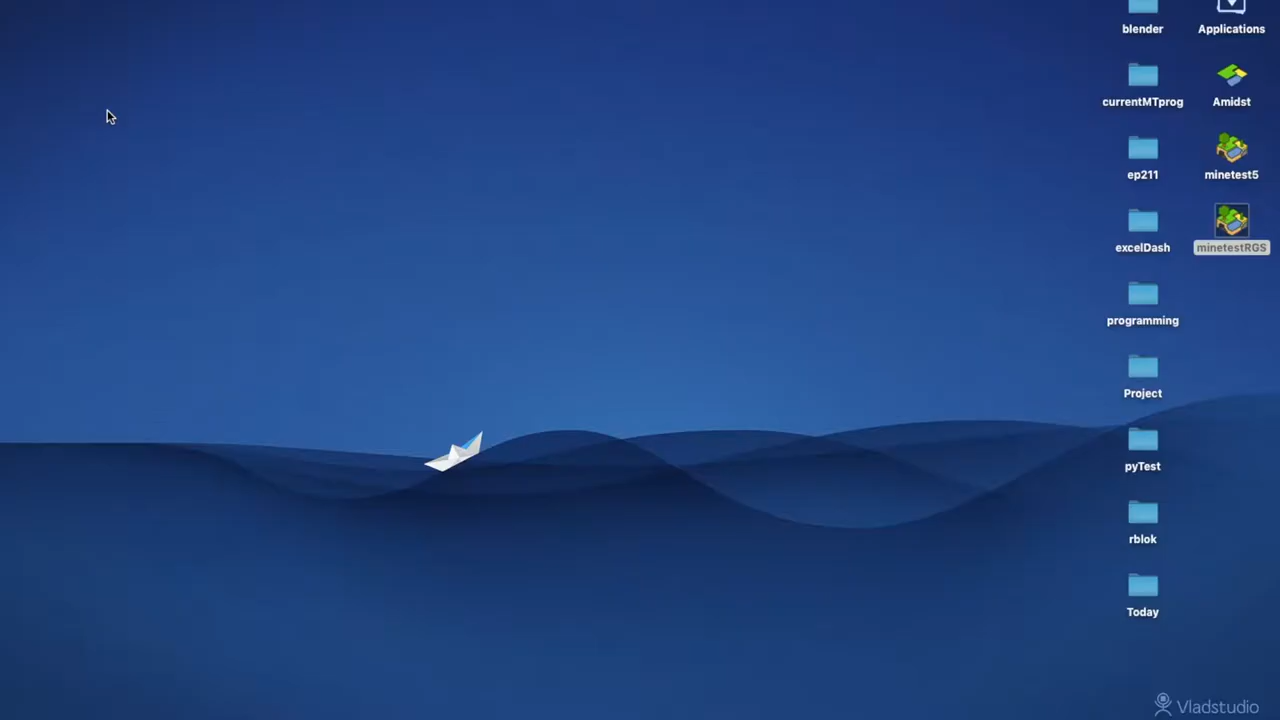 blender
Applications
currentMTprog
Amidst
ep211
minetest5
excelDash
minetestRGS
programming
Project
pyTest
rblok
Today
Vladstudio